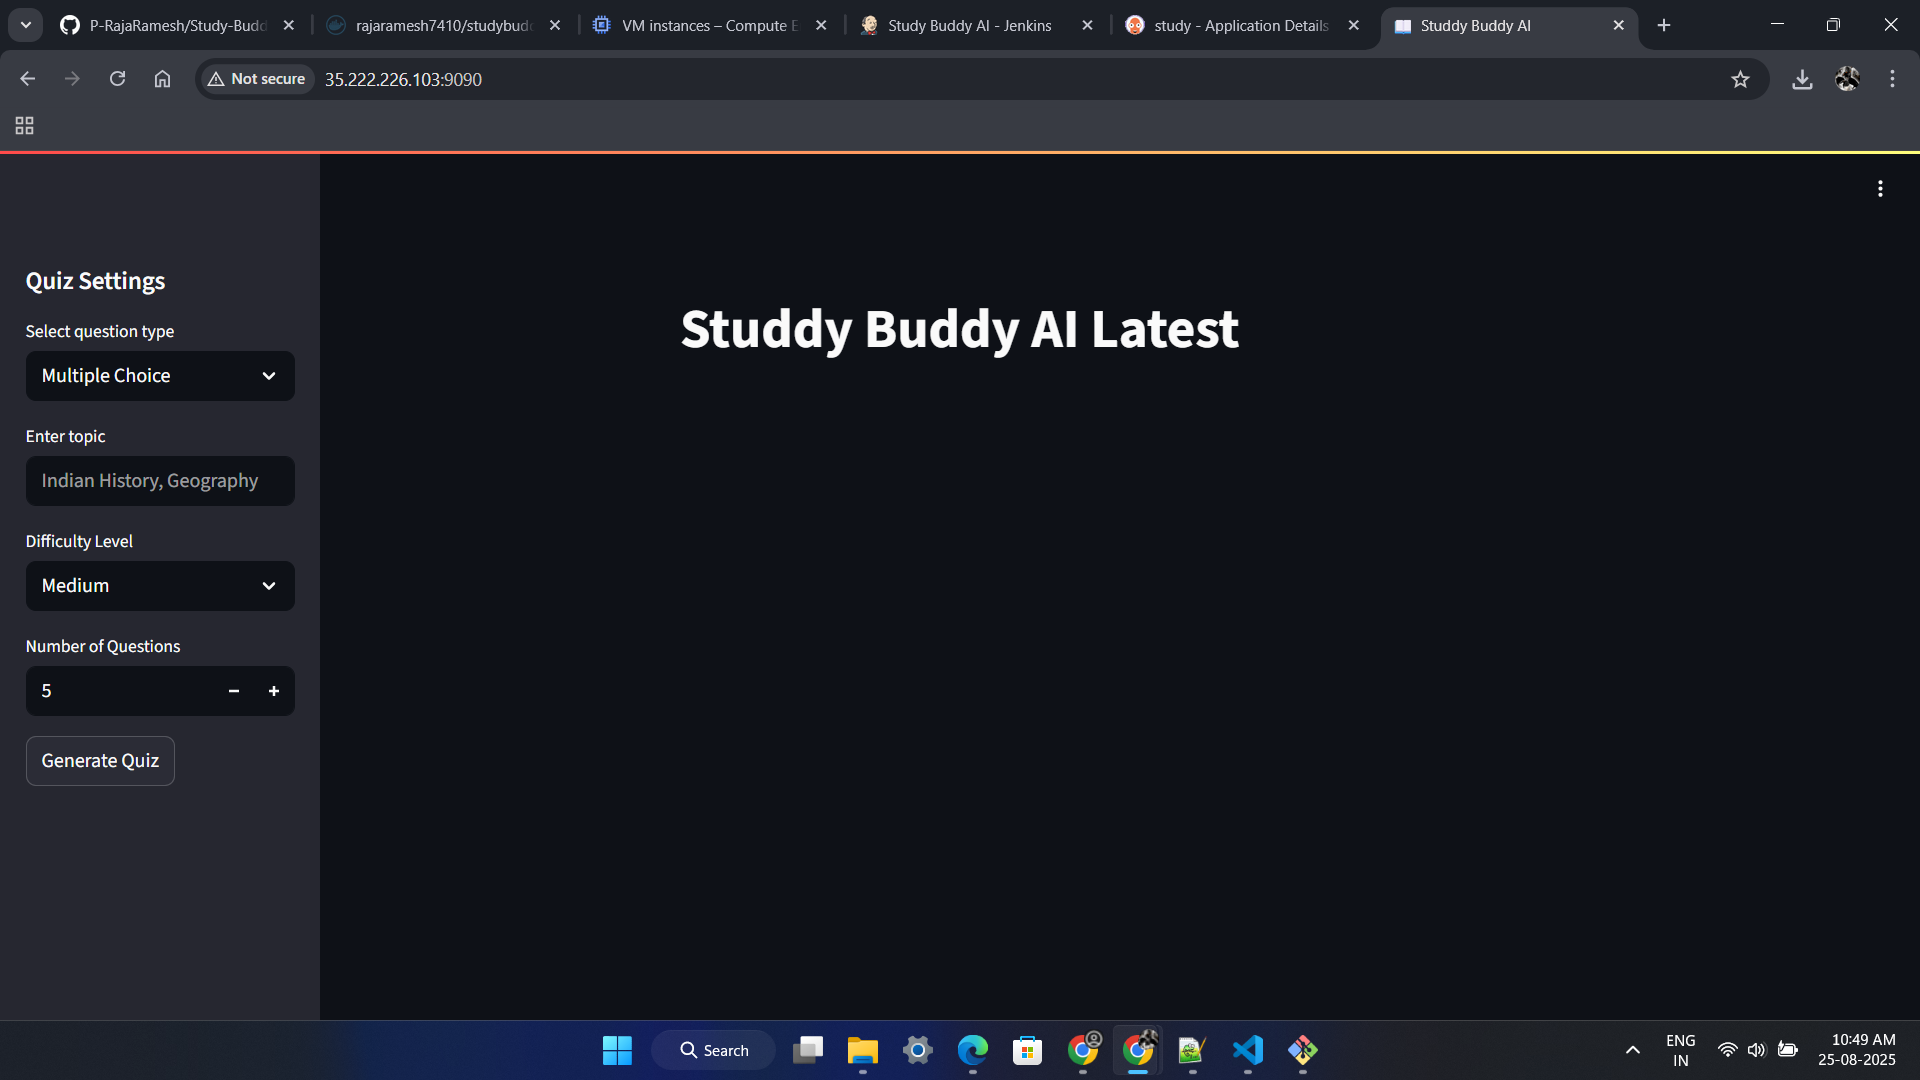 P-RajaRamesh/Study-Budd
rajaramesh7410/studybudd
VM instances – Compute E
Study Buddy AI - Jenkins
study - Application Details
Studdy Buddy AI
Not secure
35.222.226.103:9090
Quiz Settings
Select question type
Multiple Choice
Enter topic
Indian History, Geography
Difficulty Level
Medium
Number of Questions
5
Generate Quiz
Studdy Buddy AI Latest
Search
ENG
IN
10:49 AM
25-08-2025